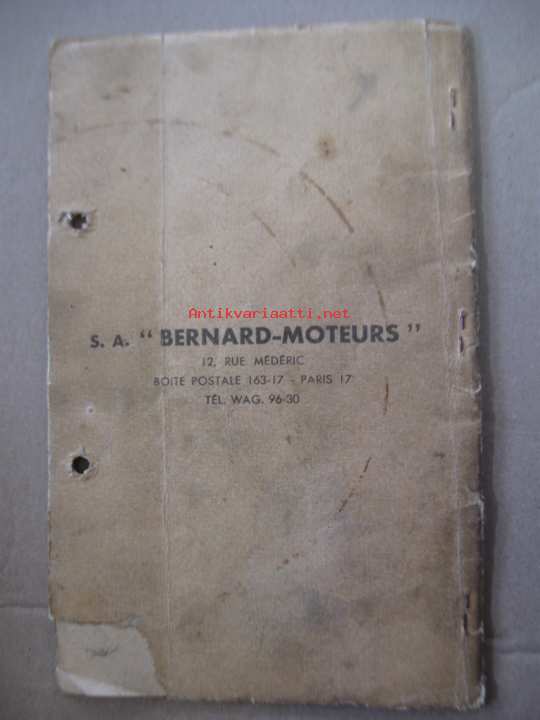 Antikvariaatti.net
S. A. "BERNARD-MOTEURS"
12, RUE MÉDÉRIC
BOITE POSTALE 163-17 - PARIS 17
TÉL. WAG. 96-30